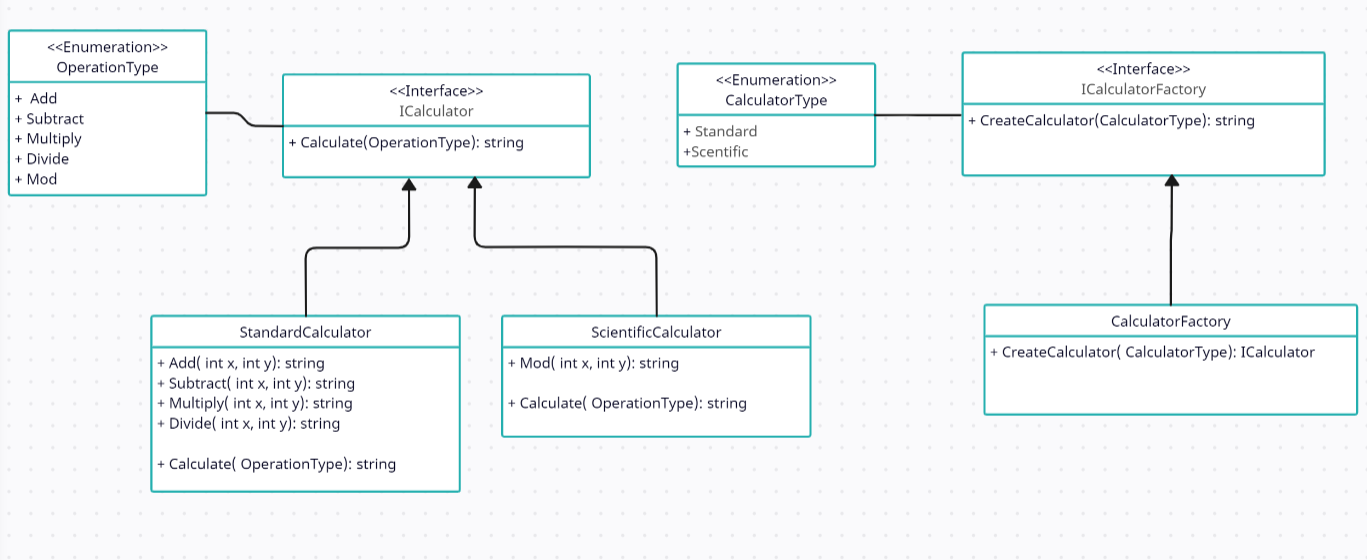 <<Enumeration>>
OperationType
+ Add
+ Subtract
+ Multiply
+ Divide
+ Mod
<<Interface>>
ICalculator
+ Calculate(OperationType): string
<<Enumeration>>
CalculatorType
+ Standard
+Scentific
<<Interface>>
ICalculatorFactory
+ CreateCalculator(CalculatorType): string
StandardCalculator
+ Add( int x, int y): string
+ Subtract( int x, int y): string
+ Multiply( int x, int y): string
+ Divide( int x, int y): string
+ Calculate( OperationType): string
ScientificCalculator
+ Mod( int x, int y): string
+ Calculate( OperationType): string
CalculatorFactory
+ CreateCalculator( CalculatorType): ICalculator